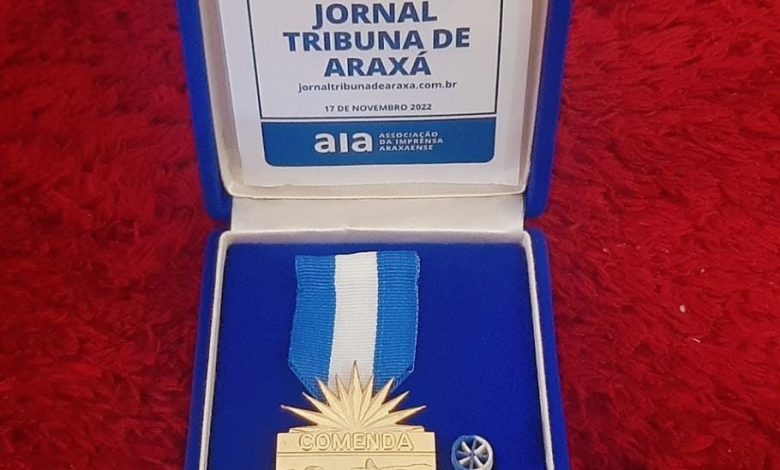 JORNAL
TRIBUNA DE
ARAXÁ
jornaltribunadearaxa.com.br
17 DE NOVEMBRO 2022
aia ASSOCIAÇÃO
DA IMPRENSA
ARAXAENSE
COMENDA